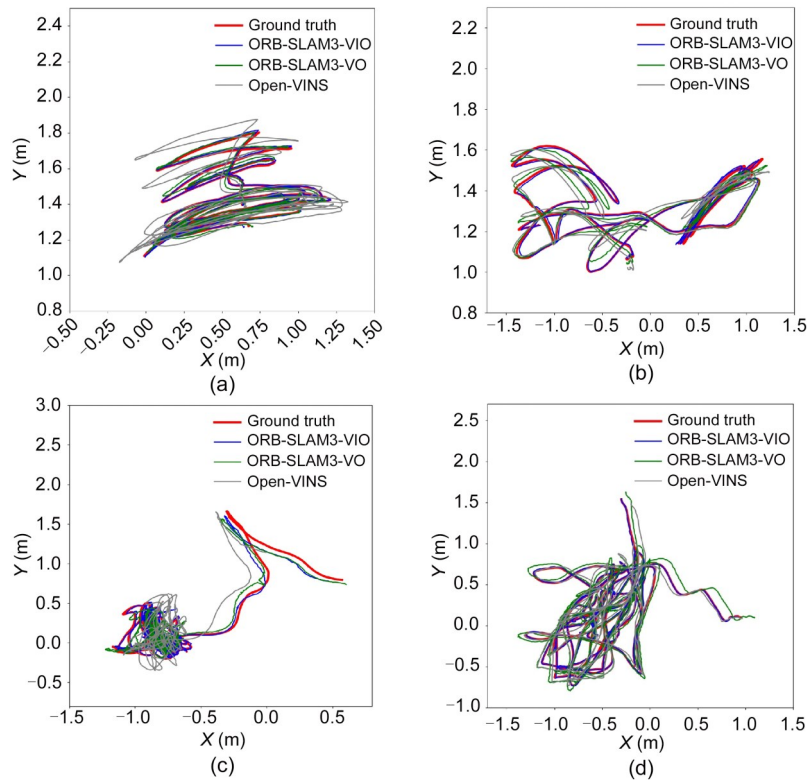 2.4
2.2
2.0
1.8
1.6
1.4
1.2
1.0
0.8
Y (m)
Ground truth
ORB-SLAM3-VIO
ORB-SLAM3-VO
Open-VINS
−0.50 −0.25 0.00 0.25 0.50 0.75 1.00 1.25 1.50
X (m)
(a)
2.2
2.0
1.8
1.6
1.4
1.2
1.0
0.8
Y (m)
Ground truth
ORB-SLAM3-VIO
ORB-SLAM3-VO
Open-VINS
−1.5 −1.0 −0.5 0.0 0.5 1.0 1.5
X (m)
(b)
3.0
2.5
2.0
1.5
1.0
0.5
0.0
−0.5
Y (m)
Ground truth
ORB-SLAM3-VIO
ORB-SLAM3-VO
Open-VINS
−1.5 −1.0 −0.5 0.0 0.5
X (m)
(c)
2.5
2.0
1.5
1.0
0.5
0.0
−0.5
−1.0
Y (m)
Ground truth
ORB-SLAM3-VIO
ORB-SLAM3-VO
Open-VINS
−1.5 −1.0 −0.5 0.0 0.5 1.0 1.5
X (m)
(d)